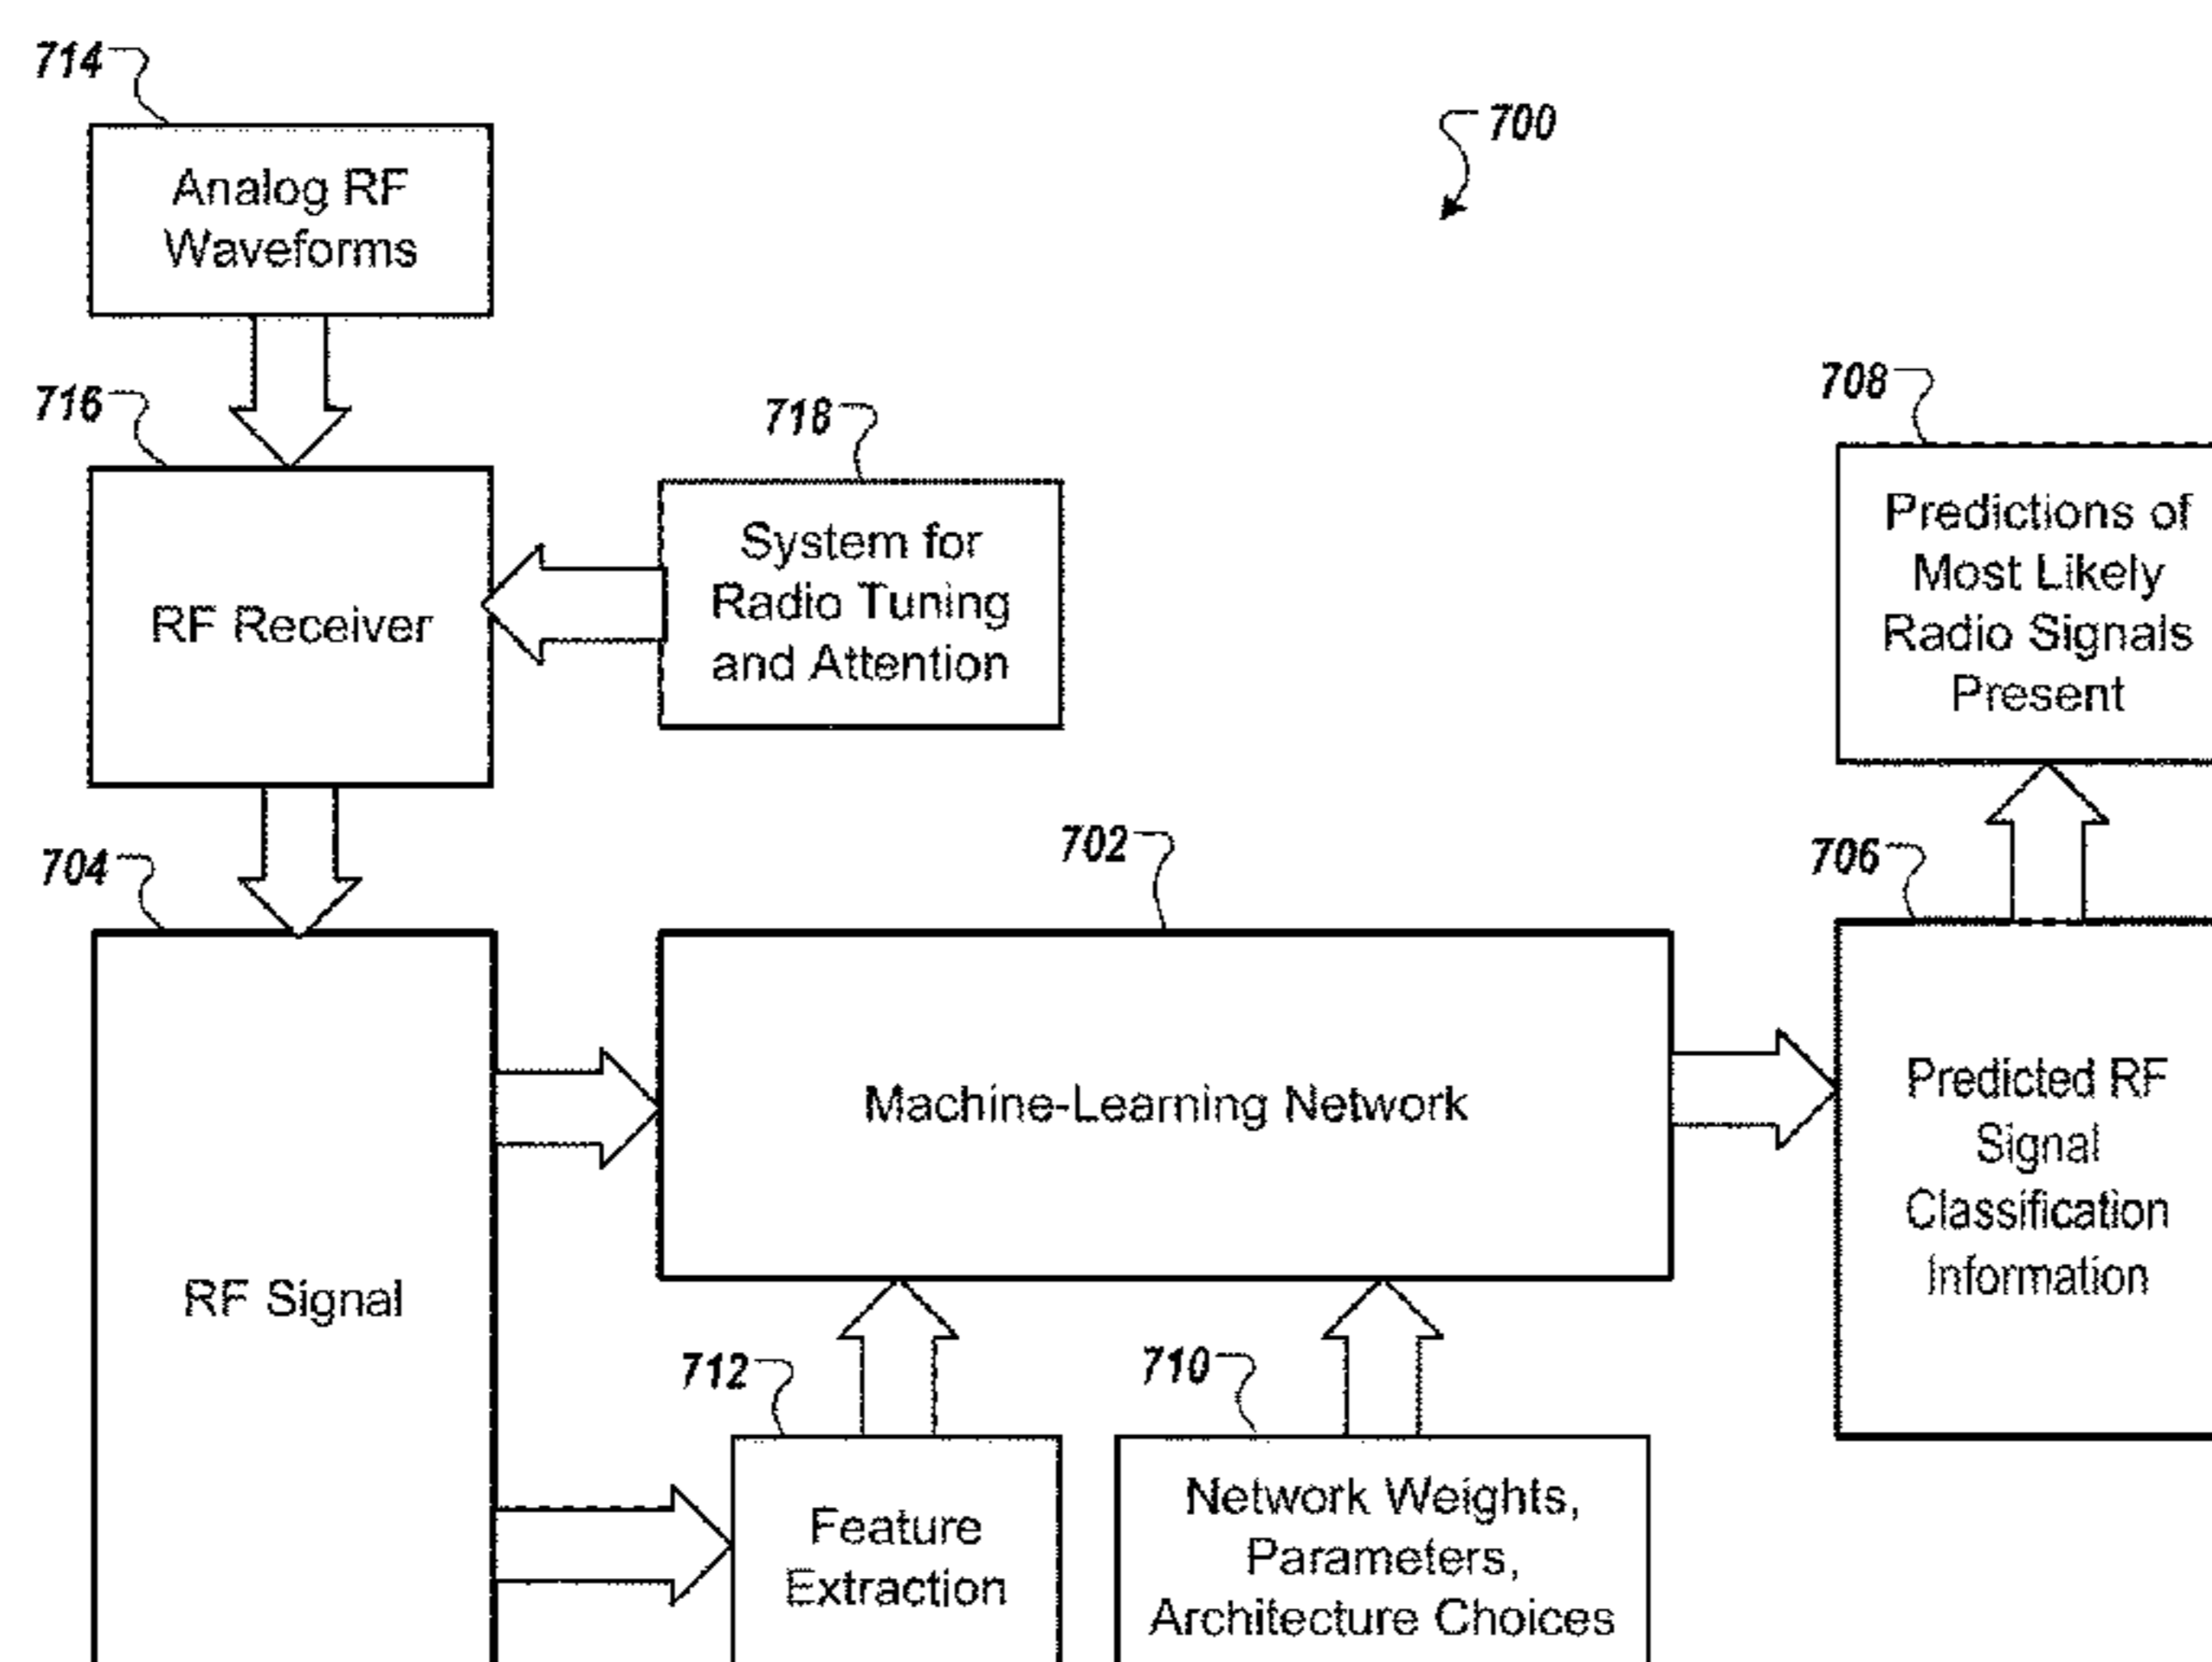 714
Analog RF
Waveforms
700
716
RF Receiver
718
System for
Radio Tuning
and Attention
708
Predictions of
Most Likely
Radio Signals
Present
704
RF Signal
702
Machine-Learning Network
706
Predicted RF
Signal
Classification
Information
712
Feature
Extraction
710
Network Weights,
Parameters,
Architecture Choices